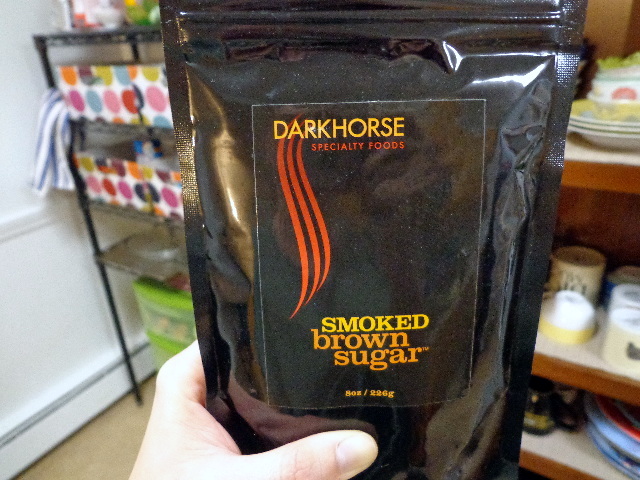 DARKHORSE
SPECIALTY FOODS
SMOKED
brown
sugar™
8oz / 226g